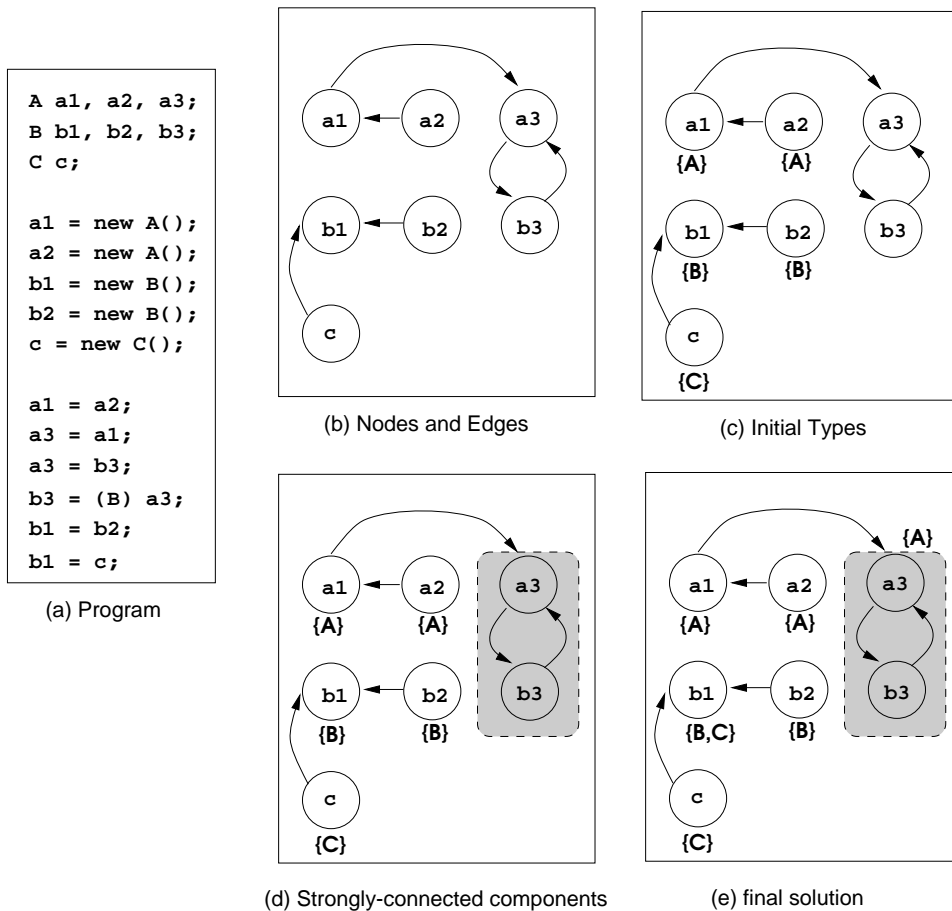 A a1, a2, a3;
B b1, b2, b3;
C c;
a1 = new A();
a2 = new A();
b1 = new B();
b2 = new B();
c = new C();
a1 = a2;
a3 = a1;
a3 = b3;
b3 = (B) a3;
b1 = b2;
b1 = c;
(a) Program
a1 a2 a3
b1 b2 b3
c
(b) Nodes and Edges
a1 a2 a3
{A} {A}
b1 b2 b3
{B} {B}
c
{C}
(c) Initial Types
a1 a2 a3
{A} {A}
b1 b2 b3
{B} {B}
c
{C}
(d) Strongly-connected components
{A}
a1 a2 a3
{A} {A}
b1 b2 b3
{B,C} {B}
c
{C}
(e) final solution